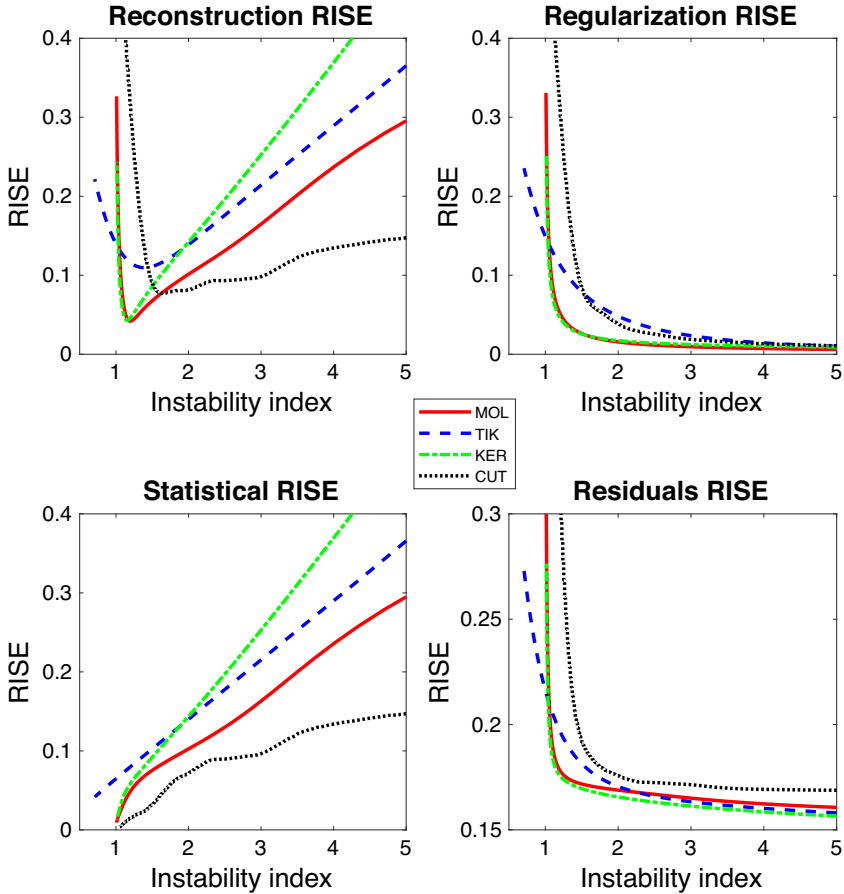 Reconstruction RISE
Regularization RISE
0.4
0.3
0.2
0.1
0
RISE
1 2 3 4 5
Instability index
0.4
0.3
0.2
0.1
0
RISE
1 2 3 4 5
Instability index
MOL
TIK
KER
CUT
Statistical RISE
Residuals RISE
0.4
0.3
0.2
0.1
0
RISE
1 2 3 4 5
Instability index
0.3
0.25
0.2
0.15
RISE
1 2 3 4 5
Instability index